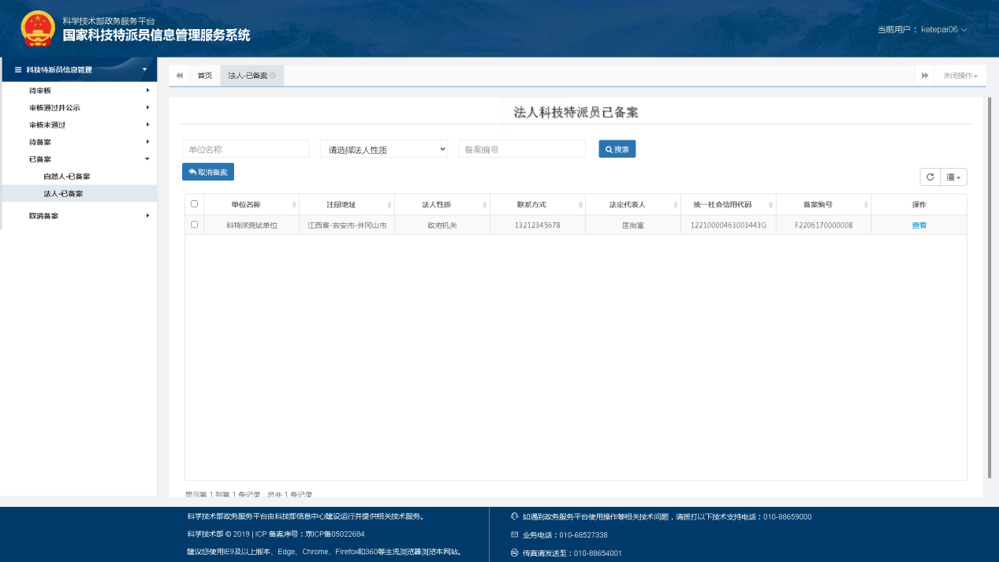 科学技术部政务服务平台
国家科技特派员信息管理服务系统
当前用户： ketepai06
科技特派员信息管理
待审核
审核通过并公示
审核未通过
待备案
已备案
自然人-已备案
法人-已备案
取消备案
首页
法人-已备案
关闭操作
法人科技特派员已备案
单位名称
请选择法人性质
备案编号
搜索
取消备案
单位名称 注册地址 法人性质 联系方式 法定代表人 统一社会信用代码 备案编号 操作
科特派测试单位 江西省-吉安市-井冈山市 政府机关 13212345678 匡尚富 12210000463003443G F2206170000008 查看
显示第 1 到第 1 条记录，总共 1 条记录
科学技术部政务服务平台由科技部信息中心建设运行并提供相关技术服务。
科学技术部 © 2019 | ICP 备案序号：京ICP备05022684
建议您使用IE9及以上版本、Edge、Chrome、Firefox和360等主流浏览器浏览本网站。
如遇到政务服务平台使用操作等相关技术问题，请拨打以下技术支持电话：010-88659000
业务电话：010-68527338
传真请发送至：010-88654001